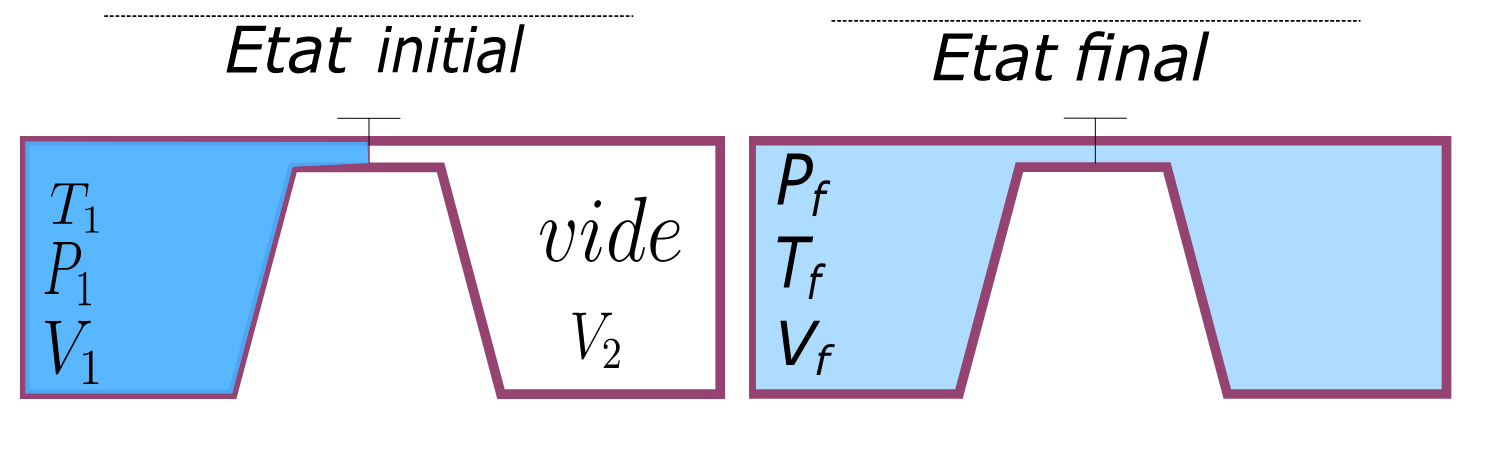 Etat initial
T1
P1
V1
vide
V2
Etat final
Pf
Tf
Vf